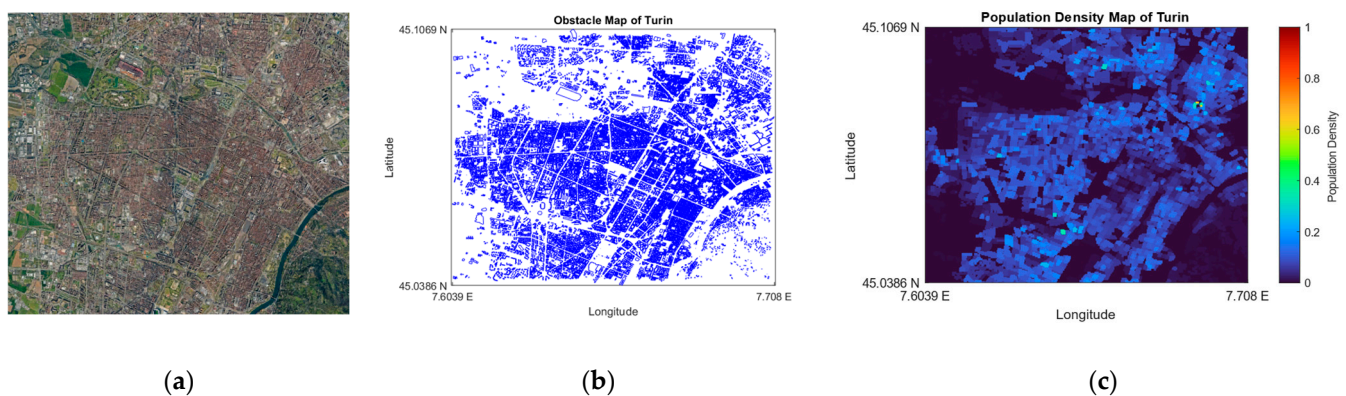 Obstacle Map of Turin
45.1069 N
Latitude
45.0386 N
7.6039 E
7.708 E
Longitude
(b)
Population Density Map of Turin
45.1069 N
Latitude
45.0386 N
7.6039 E
7.708 E
Longitude
1
0.8
0.6
0.4
0.2
0
Population Density
(a)
(c)